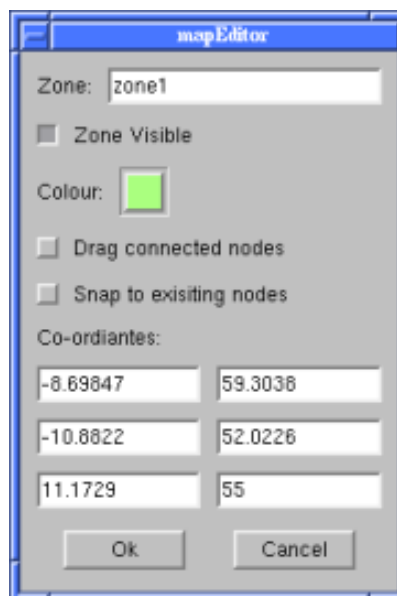 mapEditor
Zone: zone1
Zone Visible
Colour:
Drag connected nodes
Snap to exisiting nodes
Co-ordiantes:
-8.69847 59.3038
-10.8822 52.0226
11.1729 55
Ok Cancel